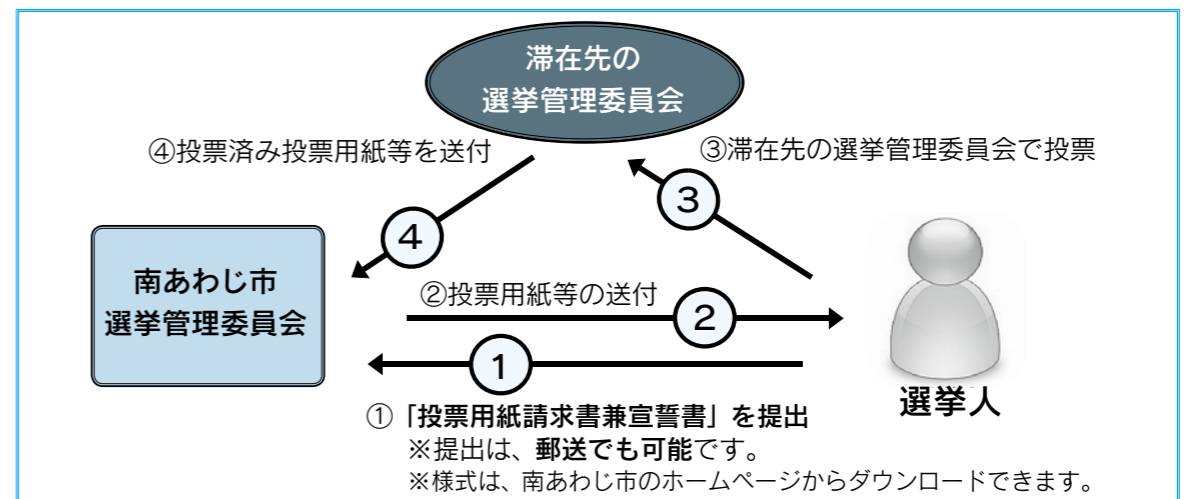 滞在先の
選挙管理委員会
④投票済み投票用紙等を送付
③滞在先の選挙管理委員会で投票
③
④
南あわじ市
選挙管理委員会
②投票用紙等の送付
②
①
選挙人
①「投票用紙請求書兼宣誓書」を提出
※提出は、郵送でも可能です。
※様式は、南あわじ市のホームページからダウンロードできます。